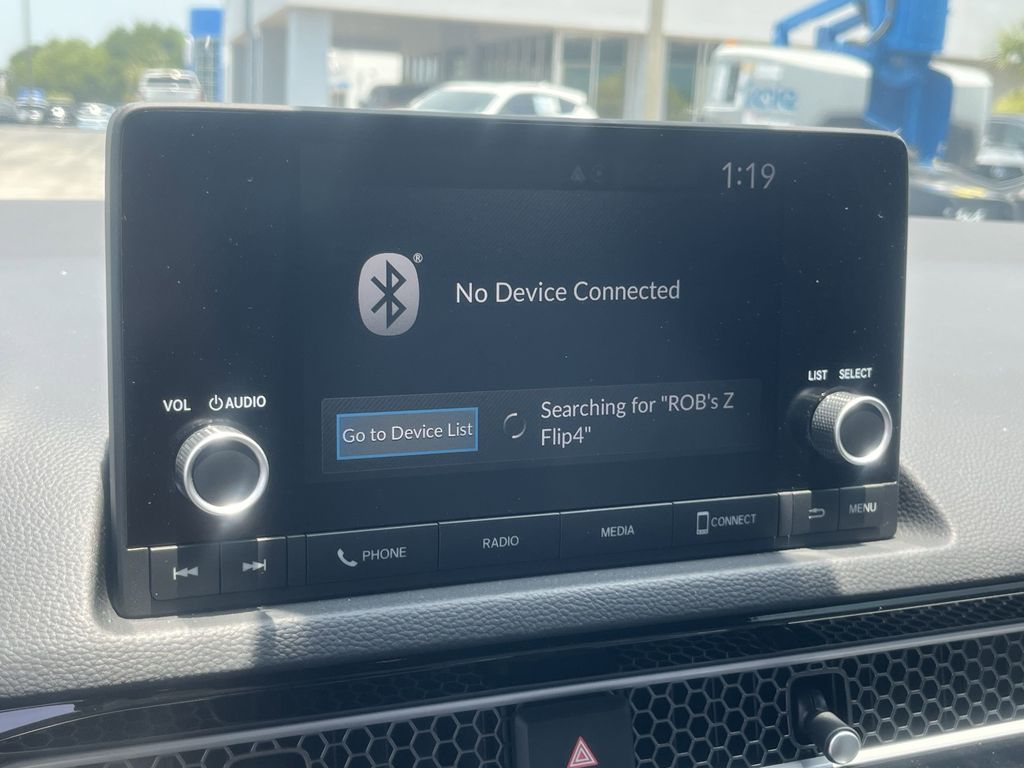 1:19
®
No Device Connected
LIST SELECT
VOL AUDIO
Go to Device List
Searching for "ROB's Z
Flip4"
PHONE
RADIO
MEDIA
CONNECT
MENU